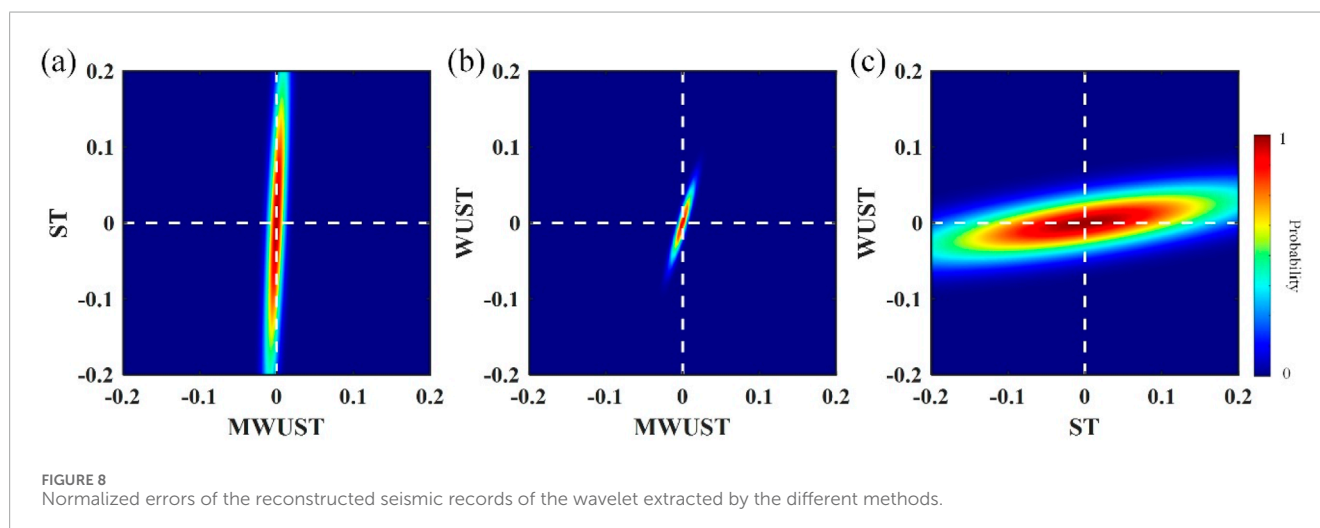 (a)
0.2
0.1
0
-0.1
-0.2
ST
-0.2 -0.1 0 0.1 0.2
MWUST
(b)
0.2
0.1
0
-0.1
-0.2
WUST
-0.2 -0.1 0 0.1 0.2
MWUST
(c)
0.2
0.1
0
-0.1
-0.2
WUST
-0.2 -0.1 0 0.1 0.2
ST
1
Probability
0
FIGURE 8
Normalized errors of the reconstructed seismic records of the wavelet extracted by the different methods.